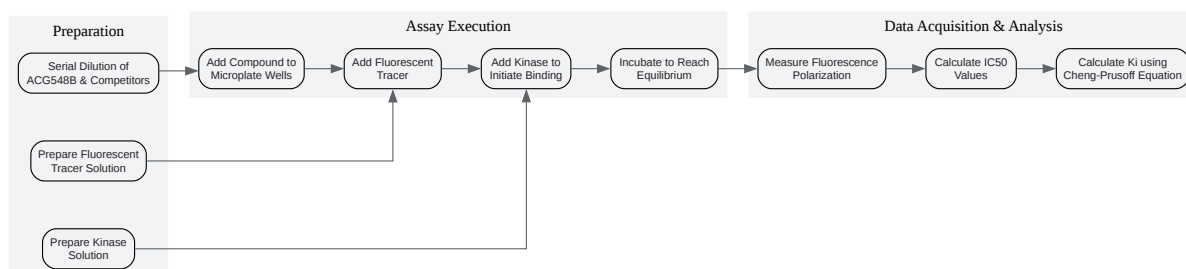 Preparation
Serial Dilution of
ACG548B & Competitors
Prepare Fluorescent
Tracer Solution
Prepare Kinase
Solution
Assay Execution
Add Compound to
Microplate Wells
Add Fluorescent
Tracer
Add Kinase to
Initiate Binding
Incubate to Reach
Equilibrium
Data Acquisition & Analysis
Measure Fluorescence
Polarization
Calculate IC50
Values
Calculate Ki using
Cheng-Prusoff Equation